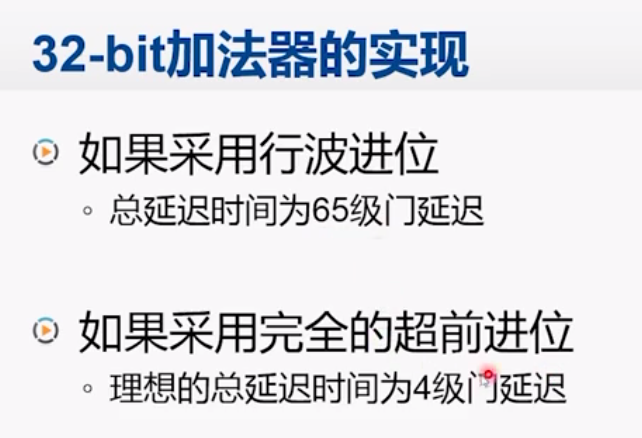 32-bit加法器的实现
如果采用行波进位
总延迟时间为65级门延迟
如果采用完全的超前进位
理想的总延迟时间为4级门延迟